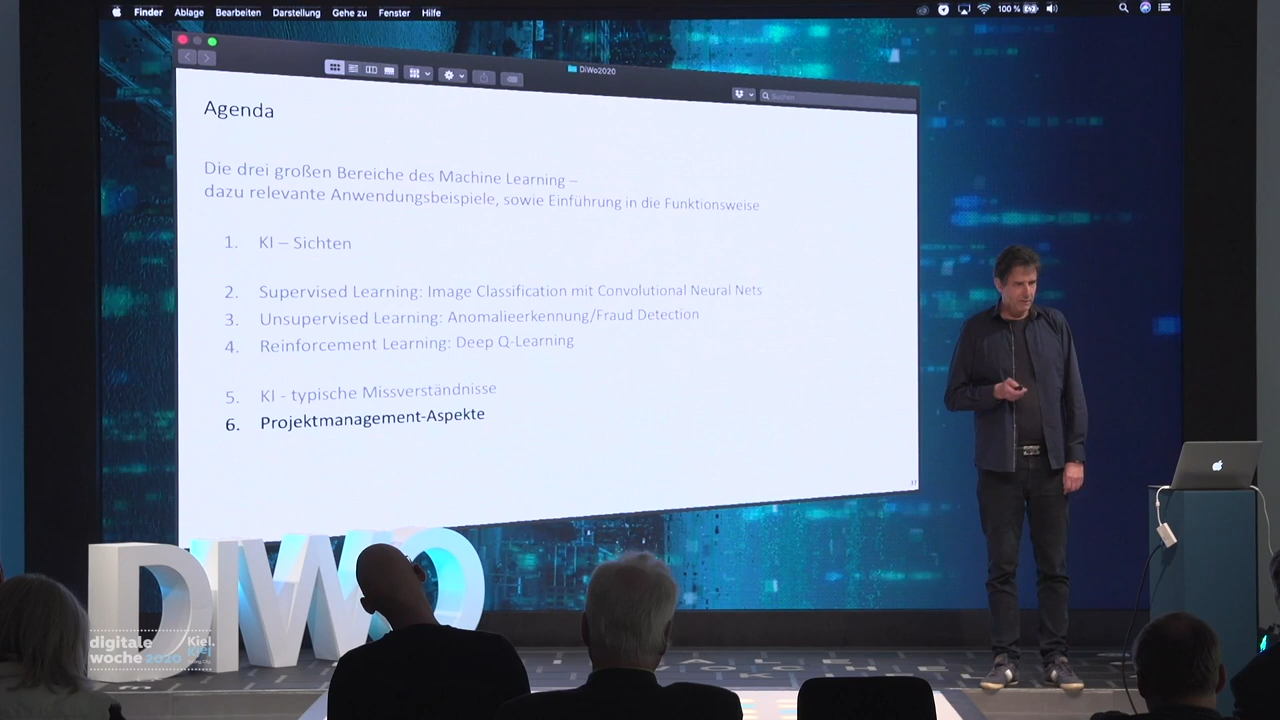 Finder Ablage Bearbeiten Darstellung Gehe zu Fenster Hilfe 100 %
DiWo2020
Suchen
Agenda
Die drei großen Bereiche des Machine Learning –
dazu relevante Anwendungsbeispiele, sowie Einführung in die Funktionsweise
1. KI – Sichten
2. Supervised Learning: Image Classification mit Convolutional Neural Nets
3. Unsupervised Learning: Anomalieerkennung/Fraud Detection
4. Reinforcement Learning: Deep Q-Learning
5. KI - typische Missverständnisse
6. Projektmanagement-Aspekte
37
DIWO
digitale
woche 2020
Kiel.